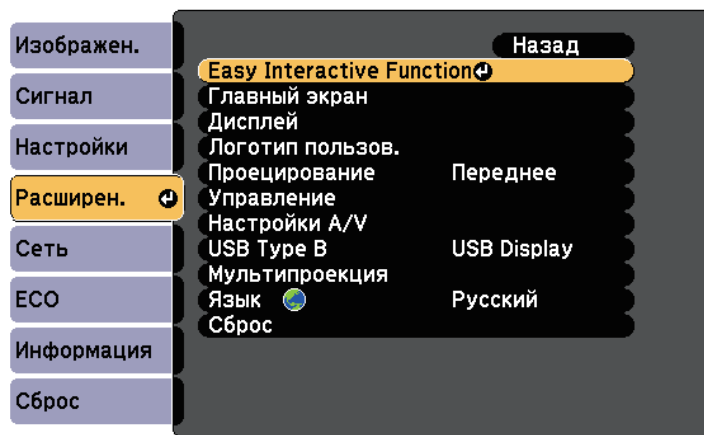 Изображен.
Сигнал
Настройки
Расширен.
Сеть
ECO
Информация
Сброс
Назад
Easy Interactive Function
Главный экран
Дисплей
Логотип пользов.
Проецирование Переднее
Управление
Настройки A/V
USB Type B USB Display
Мультипроекция
Язык Русский
Сброс